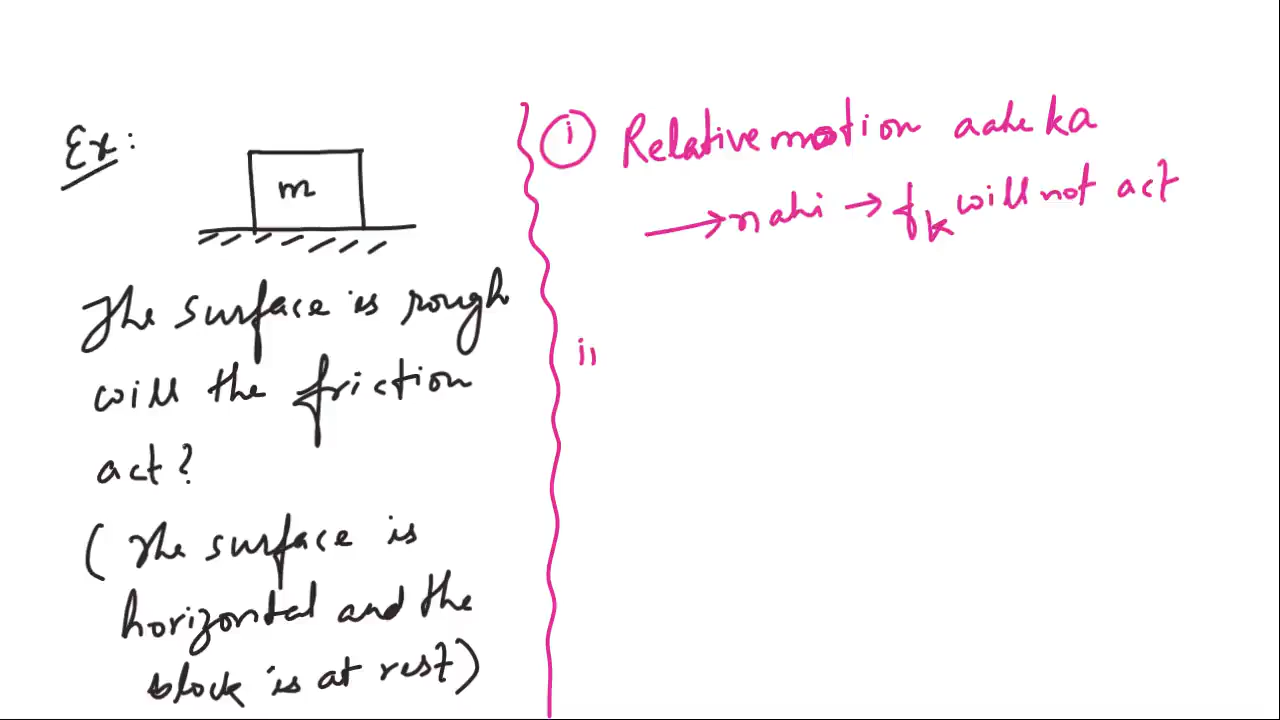 Ex:
m
The surface is rough
will the friction
act?
(The surface is
horizontal and the
block is at rest)
i Relative motion aahe ka
→ nahi → fk will not act
ii